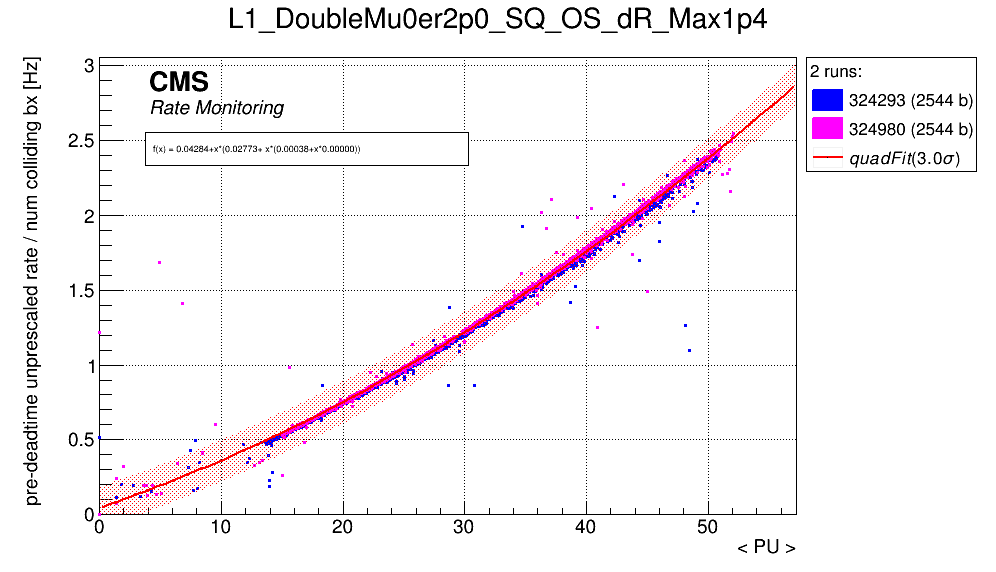 L1_DoubleMu0er2p0_SQ_OS_dR_Max1p4
pre-deadtime unprescaled rate / num colliding bx [Hz]
3
2.5
2
1.5
1
0.5
0
CMS
Rate Monitoring
f(x) = 0.04284+x*(0.02773+ x*(0.00038+x*0.00000))
2 runs:
324293 (2544 b)
324980 (2544 b)
quadFit(3.0σ)
0 10 20 30 40 50
< PU >